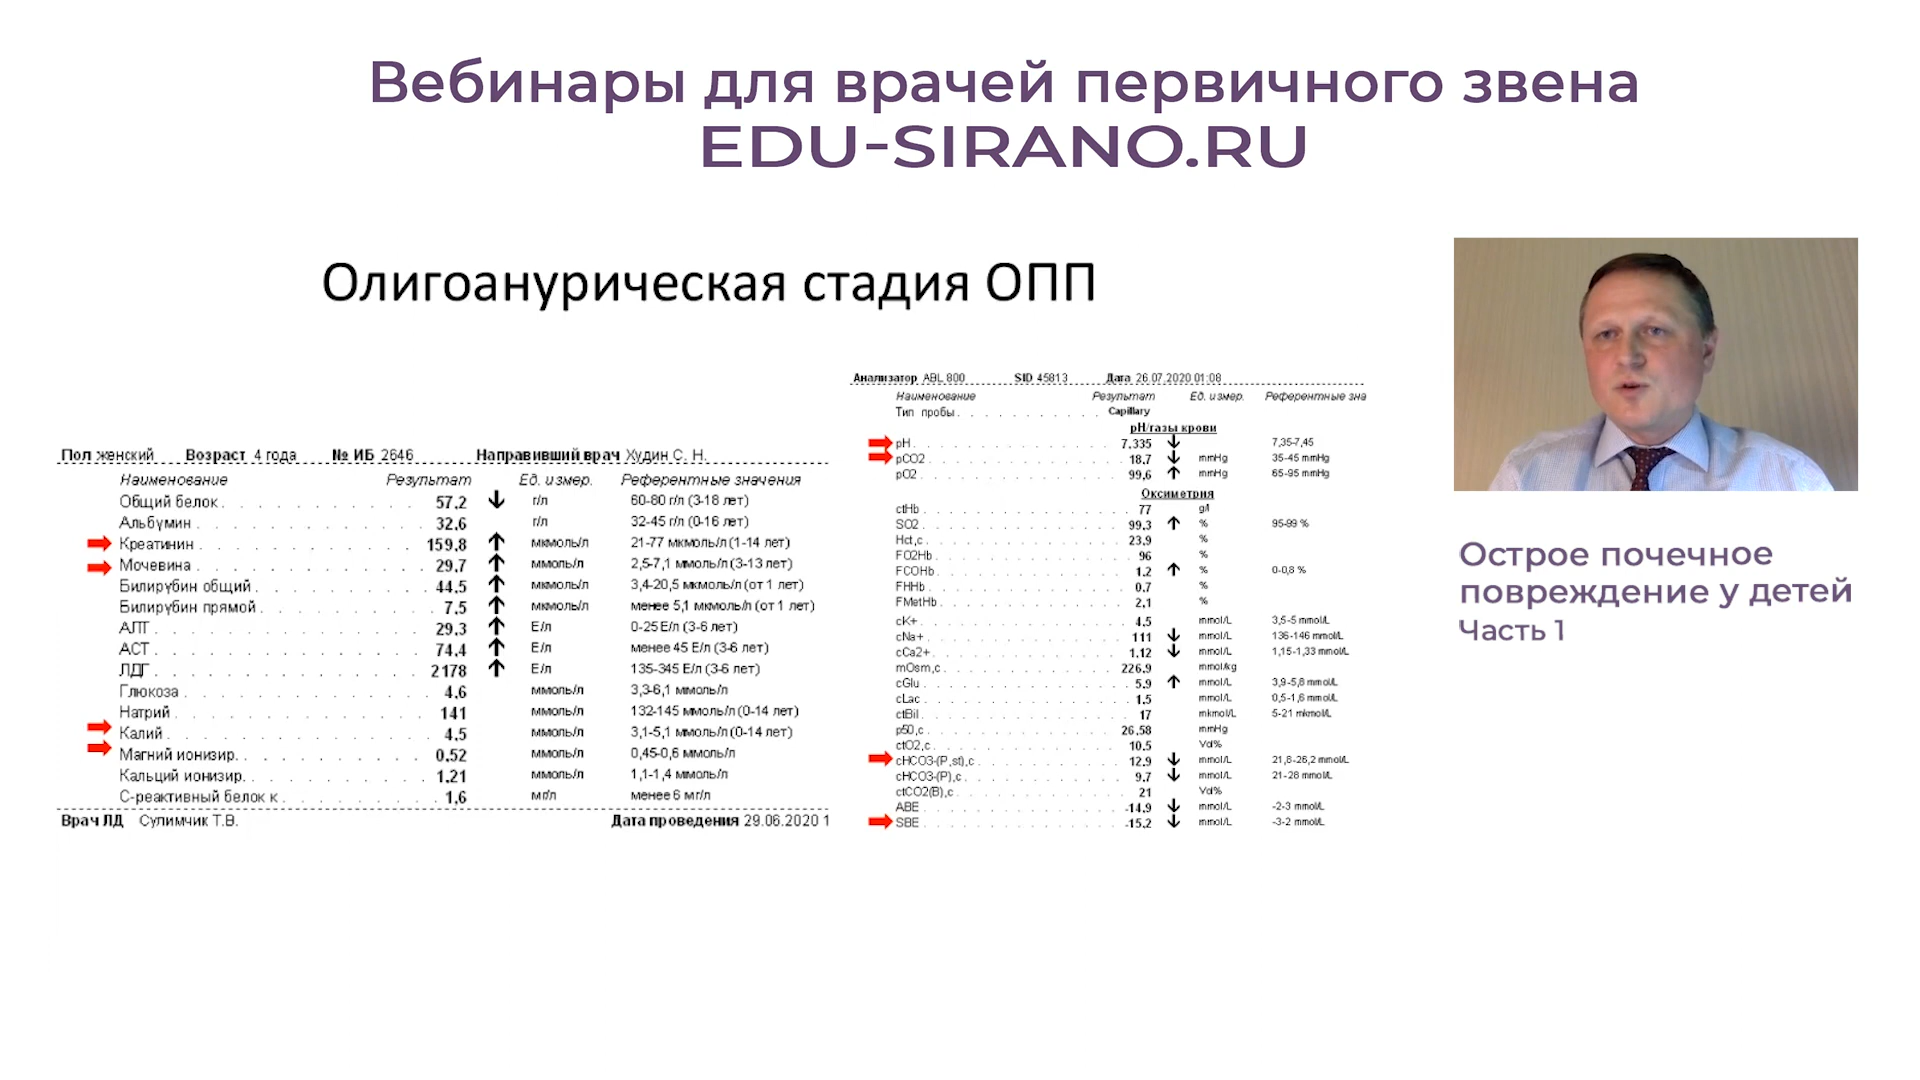 Вебинары для врачей первичного звена
EDU-SIRANO.RU
Олигоанурическая стадия ОПП
Пол женский Возраст 4 года № ИБ 2646 Направивший врач Худин С. Н.
Наименование Результат Ед. измер. Референтные значения
Общий белок 57,2 ↓ г/л 60-80 г/л (3-18 лет)
Альбумин 32,6 г/л 32-45 г/л (0-16 лет)
Креатинин 159,8 ↑ мкмоль/л 21-77 мкмоль/л (1-14 лет)
Мочевина 29,7 ↑ ммоль/л 2,5-7,1 ммоль/л (3-13 лет)
Билирубин общий 44,5 ↑ мкмоль/л 3,4-20,5 мкмоль/л (от 1 лет)
Билирубин прямой 7,5 ↑ мкмоль/л менее 5,1 мкмоль/л (от 1 лет)
АЛТ 29,3 ↑ Е/л 0-25 Е/л (3-6 лет)
АСТ 74,4 ↑ Е/л менее 45 Е/л (3-6 лет)
ЛДГ 2178 ↑ Е/л 135-345 Е/л (3-6 лет)
Глюкоза 4,6 ммоль/л 3,3-6,1 ммоль/л
Натрий 141 ммоль/л 132-145 ммоль/л (0-14 лет)
Калий 4,5 ммоль/л 3,1-5,1 ммоль/л (0-14 лет)
Магний ионизир. 0,52 ммоль/л 0,45-0,6 ммоль/л
Кальций ионизир. 1,21 ммоль/л 1,1-1,4 ммоль/л
С-реактивный белок к 1,6 мг/л менее 6 мг/л
Врач ЛД Сулимчик Т.В. Дата проведения 29.06.2020 1
Анализатор ABL 800 SID 45813 Дата 26.07.2020 01:08
Наименование Результат Ед. измер. Референтные зна
Тип пробы Capillary
pH/газы крови
pH 7,335 ↓ 7,35-7,45
pCO2 18,7 ↓ mmHg 35-45 mmHg
pO2 99,6 ↑ mmHg 65-95 mmHg
Оксиметрия
ctHb 77 g/l
SO2 99,3 ↑ % 95-99 %
Hct,c 23,9 %
FO2Hb 96 %
FCOHb 1,2 ↑ % 0-0,8 %
FHHb 0,7 %
FMetHb 2,1 %
cK+ 4,5 mmol/L 3,5-5 mmol/L
cNa+ 111 ↓ mmol/L 136-146 mmol/L
cCa2+ 1,12 ↓ mmol/L 1,15-1,33 mmol/L
mOsm,c 226,9 mmol/kg
cGlu 5,9 ↑ mmol/L 3,9-5,8 mmol/L
cLac 1,5 mmol/L 0,5-1,6 mmol/L
ctBil 17 mkmol/L 5-21 mkmol/L
p50,c 26,58 mmHg
ctO2,c 10,5 Vol%
cHCO3-(P,st),c 12,9 ↓ mmol/L 21,8-26,2 mmol/L
cHCO3-(P),c 9,7 ↓ mmol/L 21-28 mmol/L
ctCO2(B),c 21 Vol%
ABE -14,9 ↓ mmol/L -2-3 mmol/L
SBE -15,2 ↓ mmol/L -3-2 mmol/L
Острое почечное
повреждение у детей
Часть 1